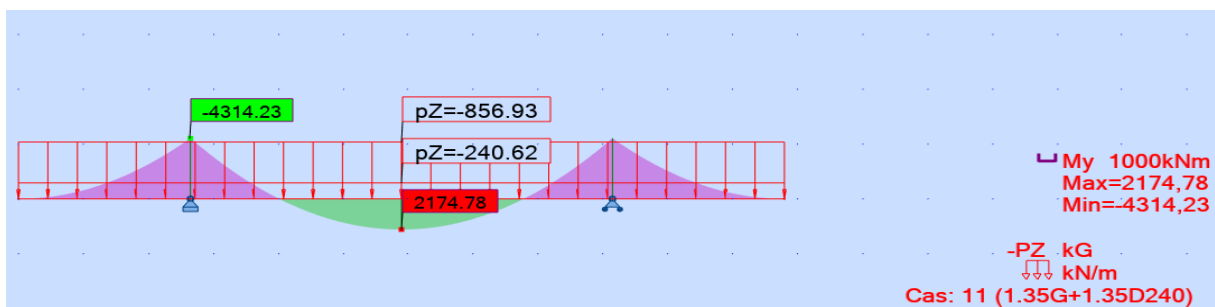 -4314.23
pZ=-856.93
pZ=-240.62
2174.78
My 1000kNm
Max=2174,78
Min=-4314,23
-PZ kG
kN/m
Cas: 11 (1.35G+1.35D240)